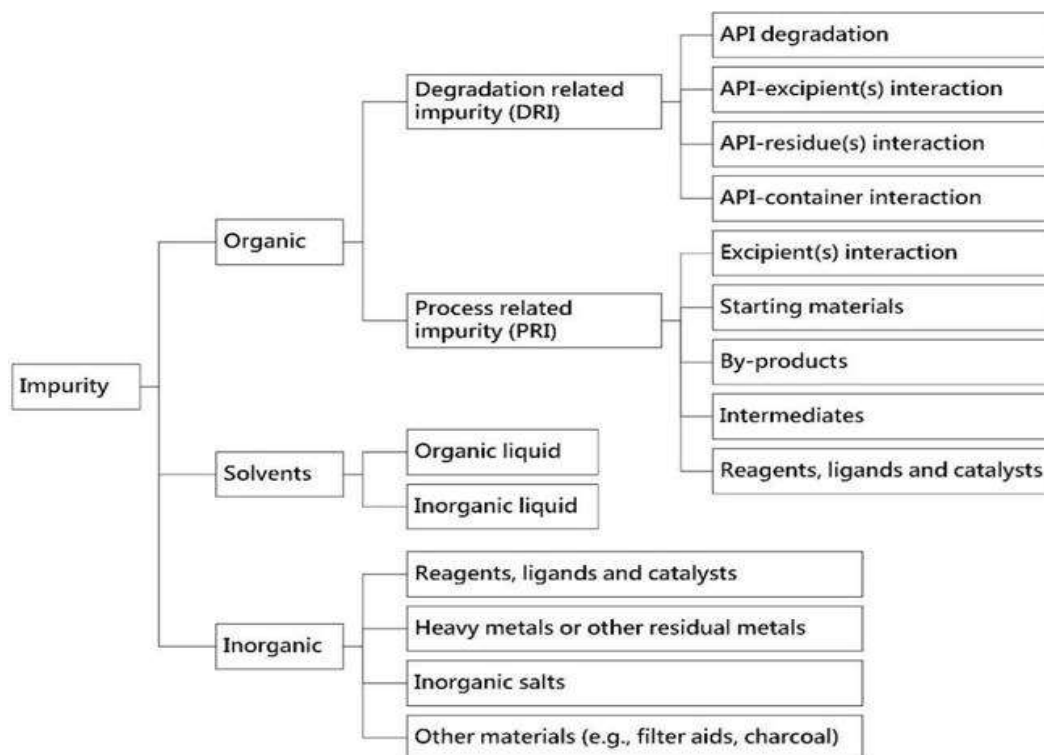 Impurity
Organic
Degradation related
impurity (DRI)
API degradation
API-excipient(s) interaction
API-residue(s) interaction
API-container interaction
Process related
impurity (PRI)
Excipient(s) interaction
Starting materials
By-products
Intermediates
Reagents, ligands and catalysts
Solvents
Organic liquid
Inorganic liquid
Inorganic
Reagents, ligands and catalysts
Heavy metals or other residual metals
Inorganic salts
Other materials (e.g., filter aids, charcoal)